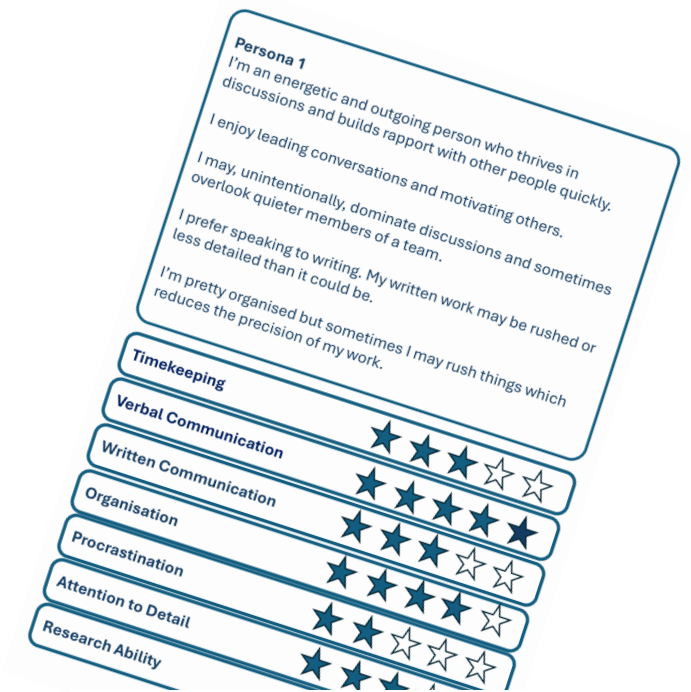 Persona 1
I'm an energetic and outgoing person who thrives in
discussions and builds rapport with other people quickly.
I enjoy leading conversations and motivating others.
I may, unintentionally, dominate discussions and sometimes
overlook quieter members of a team.
I prefer speaking to writing. My written work may be rushed or
less detailed than it could be.
I'm pretty organised but sometimes I may rush things which
reduces the precision of my work.
Timekeeping
Verbal Communication
Written Communication
Organisation
Procrastination
Attention to Detail
Research Ability